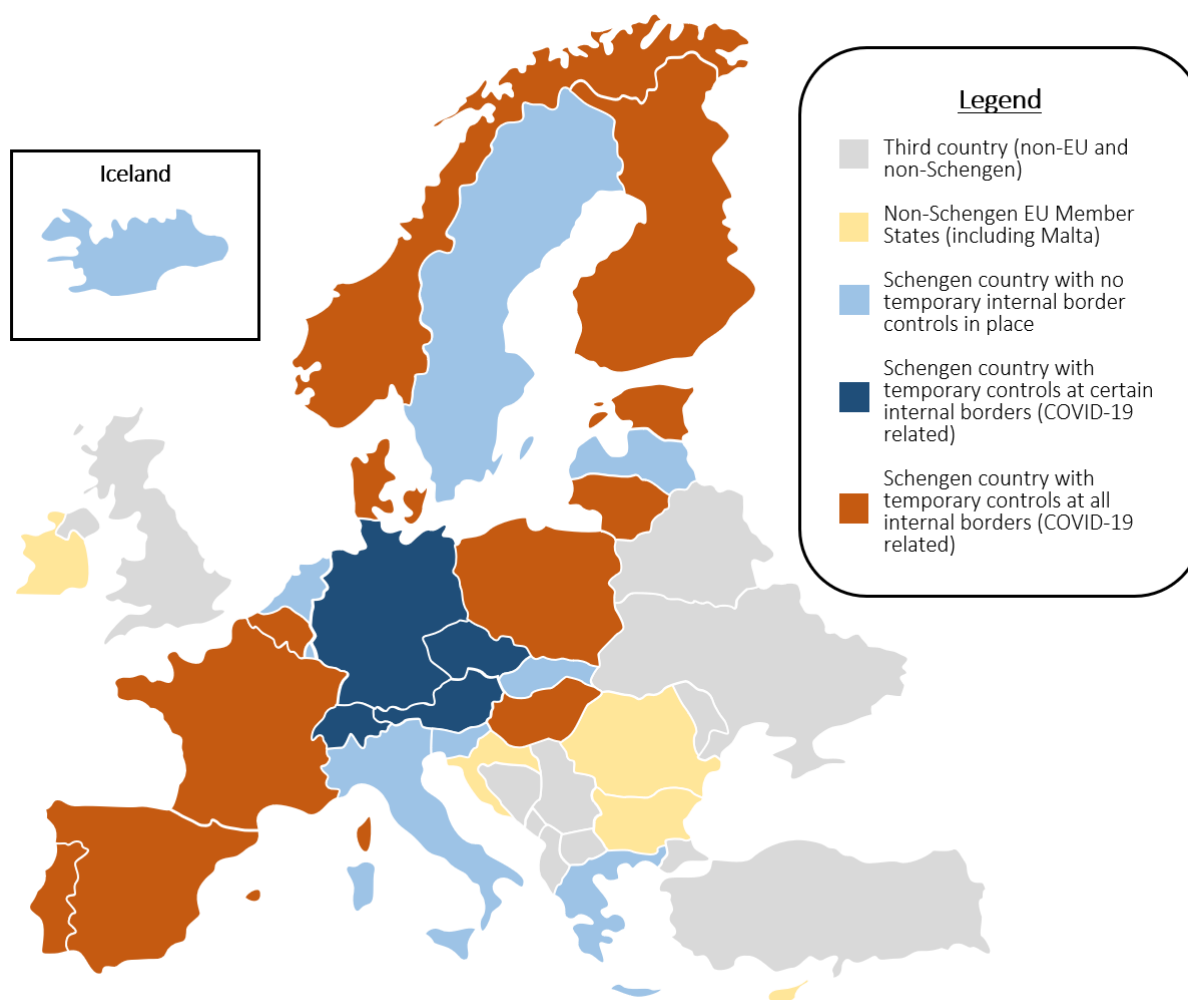 Iceland
Legend
Third country (non-EU and
non-Schengen)
Non-Schengen EU Member
States (including Malta)
Schengen country with no
temporary internal border
controls in place
Schengen country with
temporary controls at certain
internal borders (COVID-19
related)
Schengen country with
temporary controls at all
internal borders (COVID-19
related)